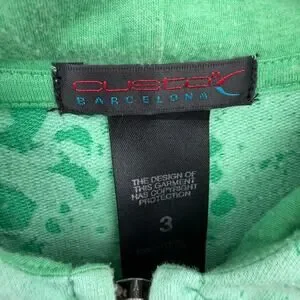 custo
BARCELONA
THE DESIGN OF
THIS GARMENT
HAS COPYRIGHT
PROTECTION
3